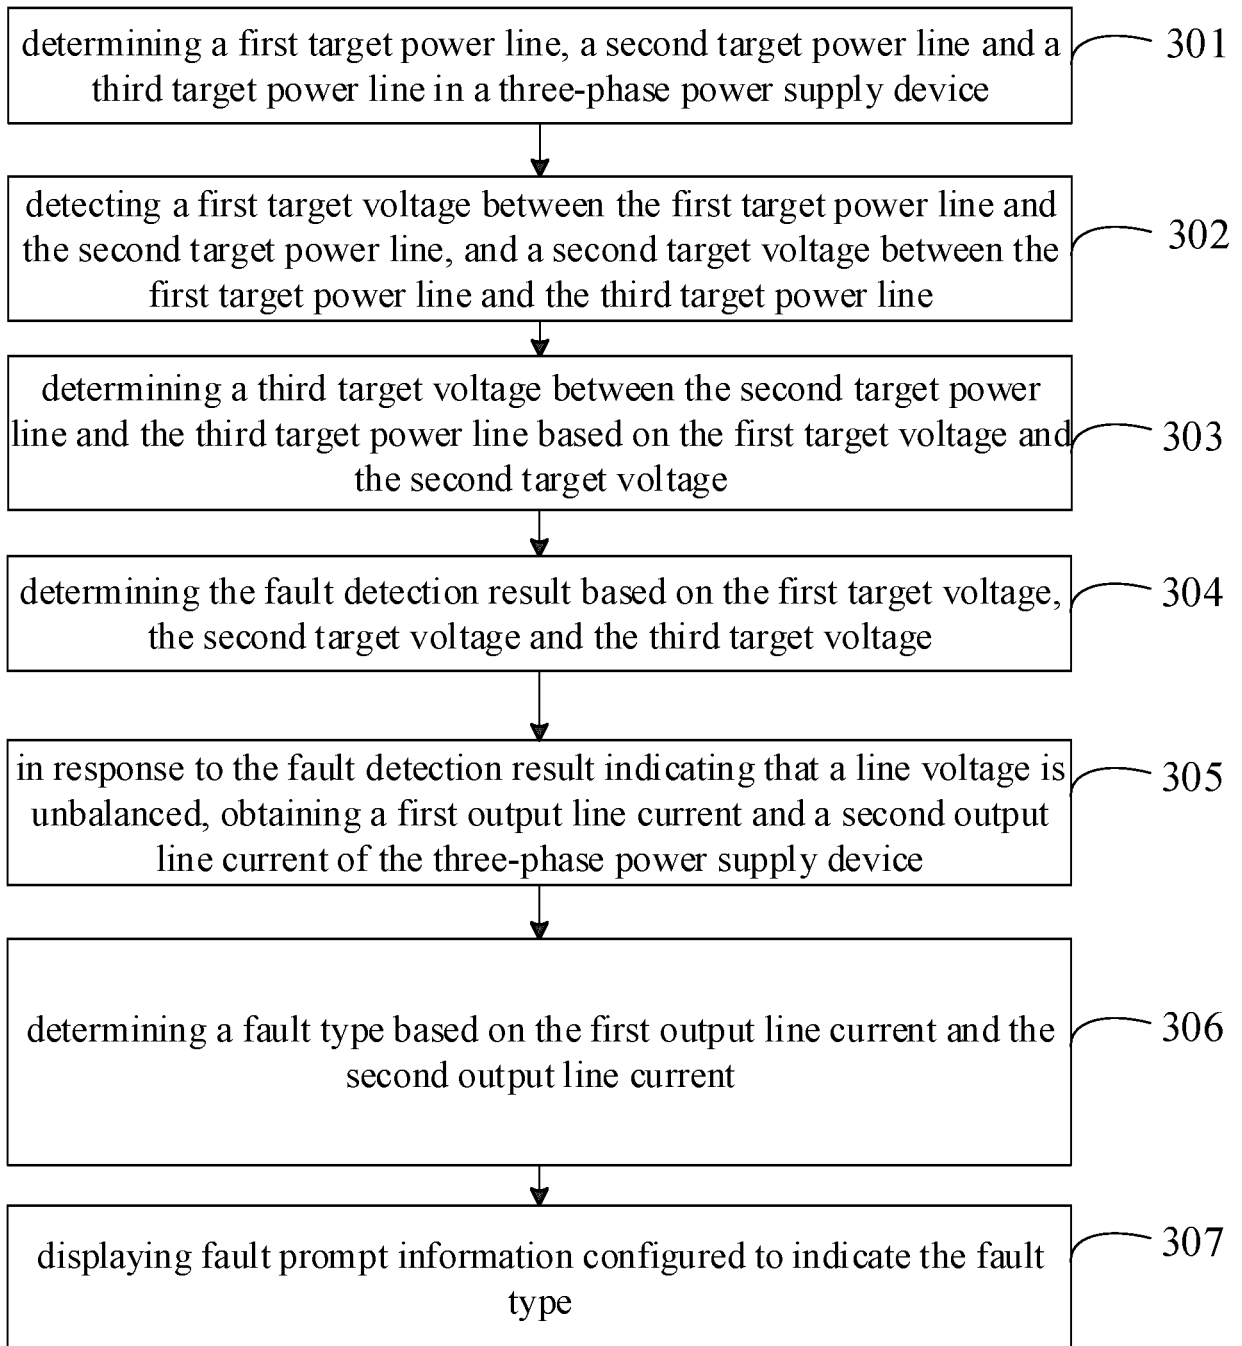 determining a first target power line, a second target power line and a
third target power line in a three-phase power supply device
301
detecting a first target voltage between the first target power line and
the second target power line, and a second target voltage between the
first target power line and the third target power line
302
determining a third target voltage between the second target power
line and the third target power line based on the first target voltage and
the second target voltage
303
determining the fault detection result based on the first target voltage,
the second target voltage and the third target voltage
304
in response to the fault detection result indicating that a line voltage is
unbalanced, obtaining a first output line current and a second output
line current of the three-phase power supply device
305
determining a fault type based on the first output line current and the
second output line current
306
displaying fault prompt information configured to indicate the fault
type
307